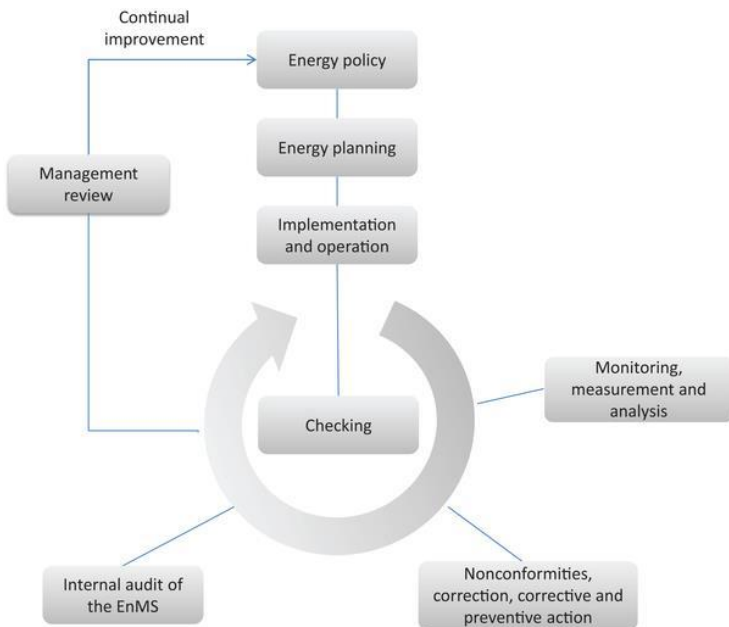 Continual
improvement
Energy policy
Energy planning
Management
review
Implementation
and operation
Monitoring,
measurement and
analysis
Checking
Internal audit of
the EnMS
Nonconformities,
correction, corrective and
preventive action